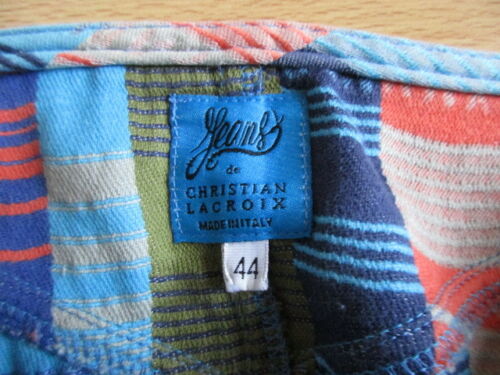 Jeans
de
CHRISTIAN
LACROIX
MADE IN ITALY
44